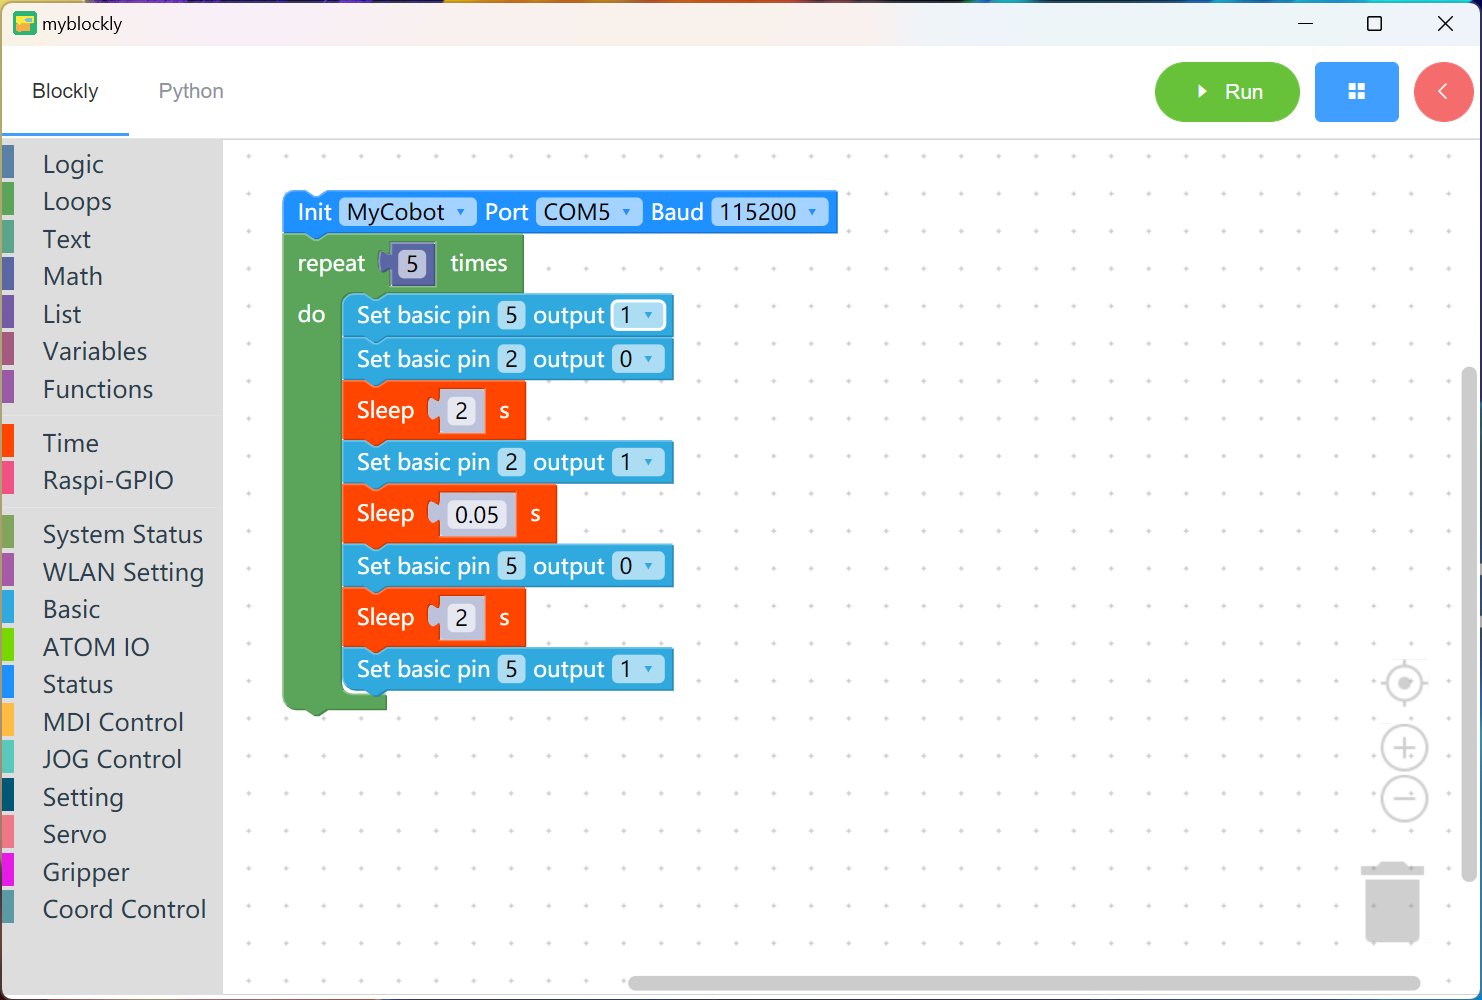 myblockly
Blockly
Python
Run
Logic
Loops
Text
Math
List
Variables
Functions
Time
Raspi-GPIO
System Status
WLAN Setting
Basic
ATOM IO
Status
MDI Control
JOG Control
Setting
Servo
Gripper
Coord Control
Init MyCobot Port COM5 Baud 115200
repeat 5 times
do Set basic pin 5 output 1
Set basic pin 2 output 0
Sleep 2 s
Set basic pin 2 output 1
Sleep 0.05 s
Set basic pin 5 output 0
Sleep 2 s
Set basic pin 5 output 1